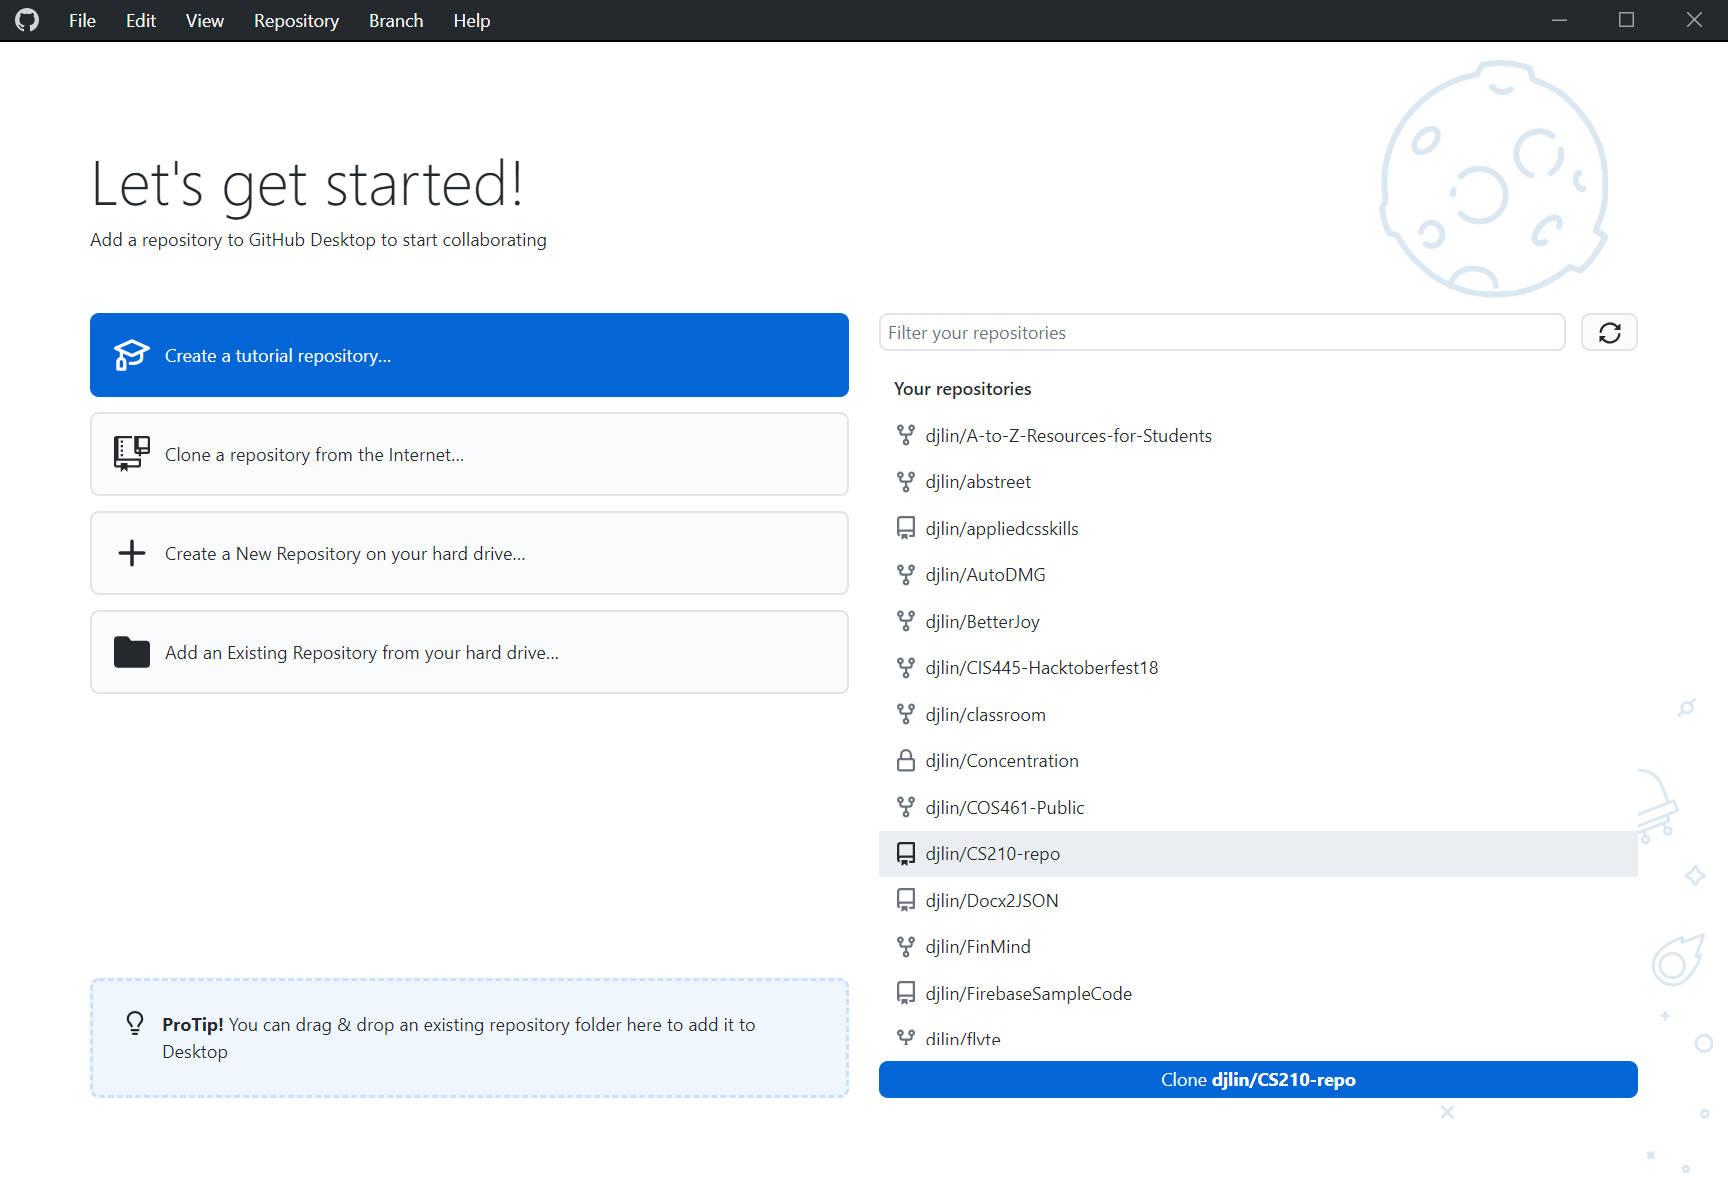 File Edit View Repository Branch Help
Let's get started!
Add a repository to GitHub Desktop to start collaborating
Create a tutorial repository...
Clone a repository from the Internet...
Create a New Repository on your hard drive...
Add an Existing Repository from your hard drive...
ProTip! You can drag & drop an existing repository folder here to add it to
Desktop
Filter your repositories
Your repositories
djlin/A-to-Z-Resources-for-Students
djlin/abstreet
djlin/appliedcsskills
djlin/AutoDMG
djlin/BetterJoy
djlin/CIS445-Hacktoberfest18
djlin/classroom
djlin/Concentration
djlin/COS461-Public
djlin/CS210-repo
djlin/Docx2JSON
djlin/FinMind
djlin/FirebaseSampleCode
djlin/flyte
Clone djlin/CS210-repo